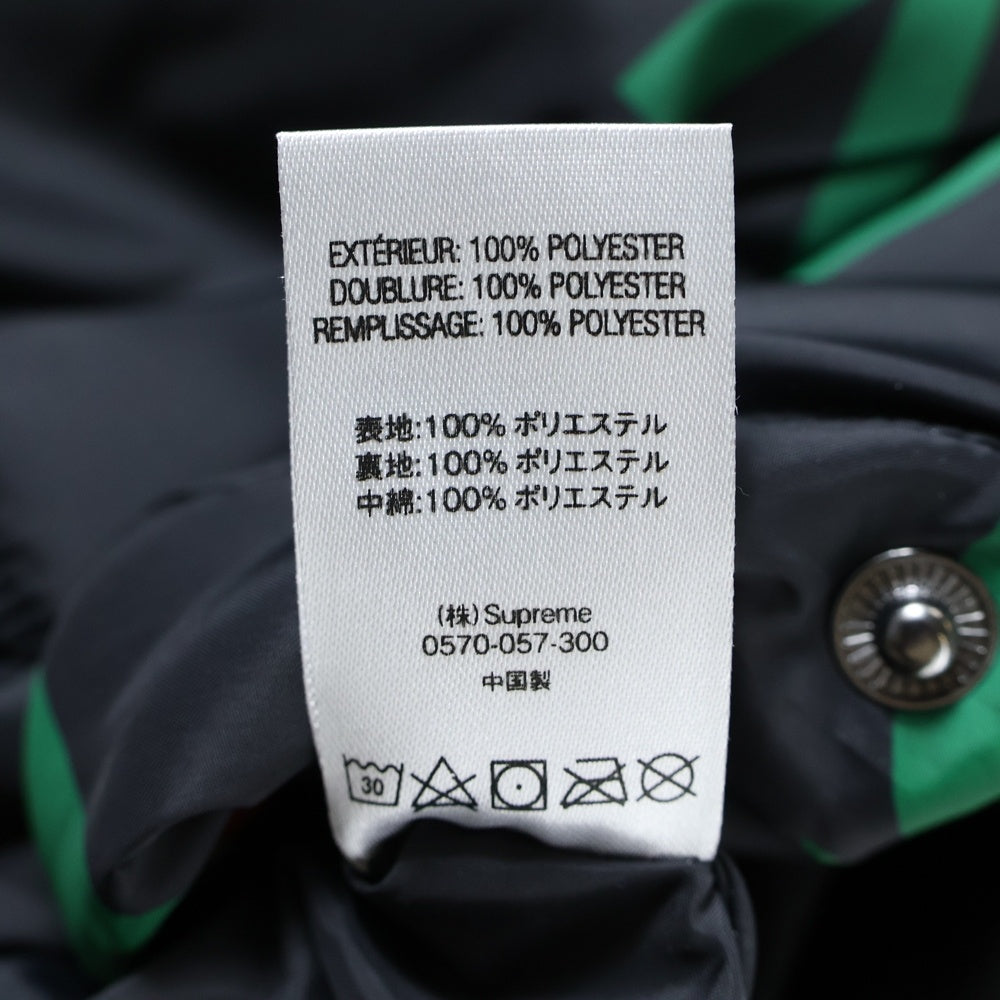 EXTÉRIEUR: 100% POLYESTER
DOUBLURE: 100% POLYESTER
REMPLISSAGE: 100% POLYESTER
表地:100% ポリエステル
裏地:100% ポリエステル
中綿:100% ポリエステル
(株)Supreme
0570-057-300
中国製
30